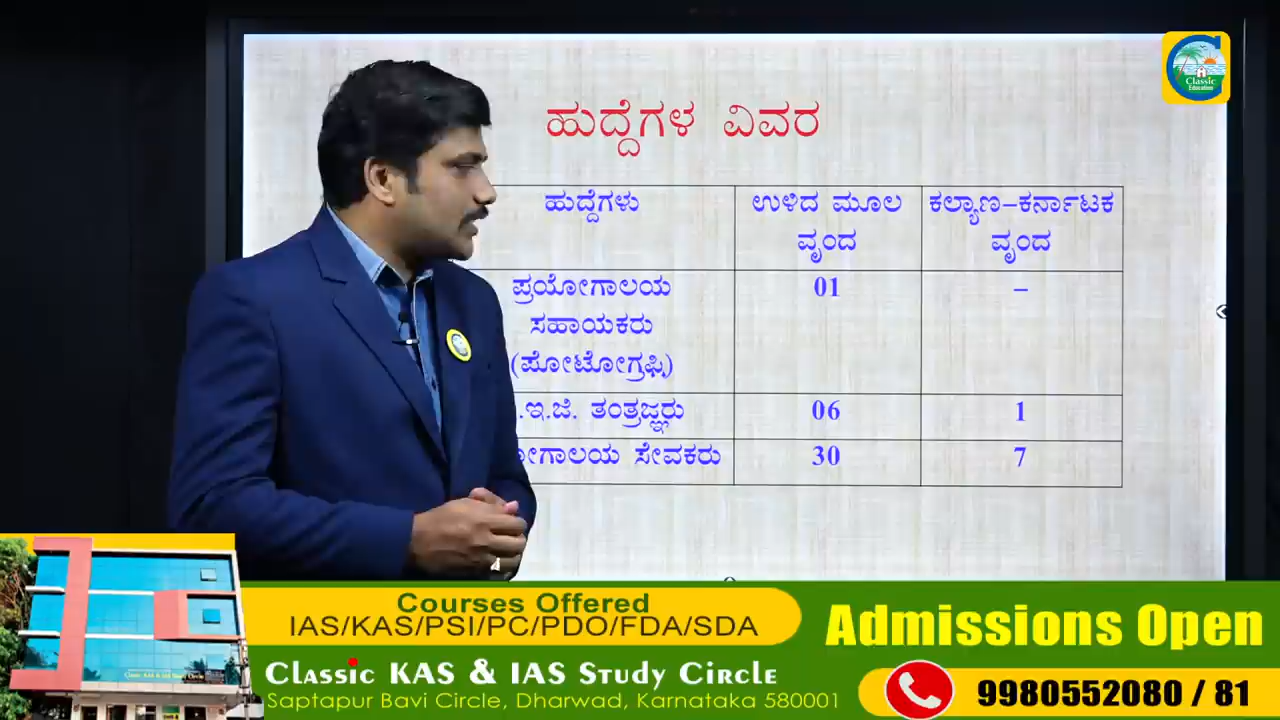 Classic
Education
ಹುದ್ದೆಗಳ ವಿವರ
ಹುದ್ದೆಗಳು
ಉಳಿದ ಮೂಲ ವೃಂದ
ಕಲ್ಯಾಣ-ಕರ್ನಾಟಕ ವೃಂದ
ಪ್ರಯೋಗಾಲಯ
ಸಹಾಯಕರು
(ಪೋಟೋಗ್ರಫಿ)
01
–
.ಇ.ಜಿ. ತಂತ್ರಜ್ಞರು
06
1
ಸೇವಕರು
30
7
Courses Offered
IAS/KAS/PSI/PC/PDO/FDA/SDA
Classic KAS & IAS Study Circle
Saptapur Bavi Circle, Dharwad, Karnataka 580001
Admissions Open
9980552080 / 81